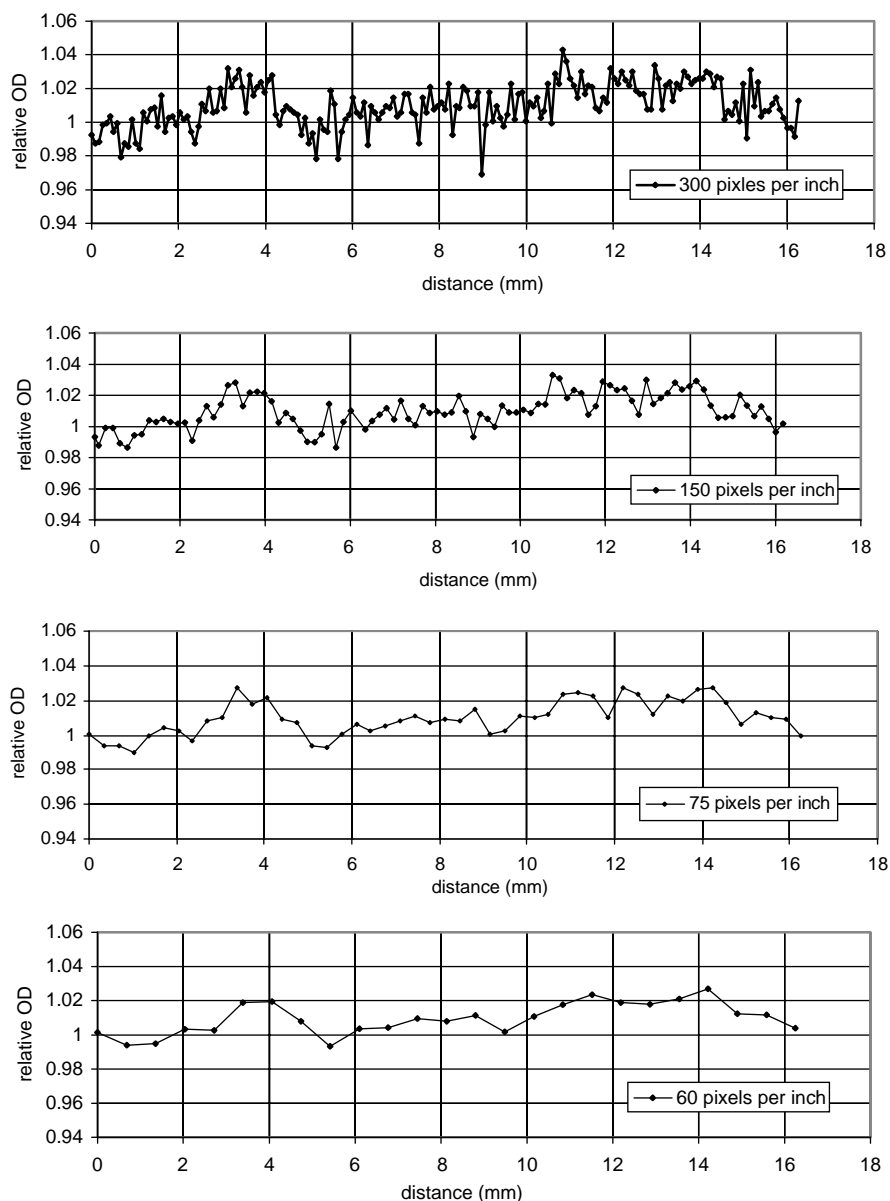 1.06
1.04
1.02
1
0.98
0.96
0.94
relative OD
300 pixles per inch
0 2 4 6 8 10 12 14 16 18
distance (mm)
1.06
1.04
1.02
1
0.98
0.96
0.94
relative OD
150 pixels per inch
0 2 4 6 8 10 12 14 16 18
distance (mm)
1.06
1.04
1.02
1
0.98
0.96
0.94
relative OD
75 pixels per inch
0 2 4 6 8 10 12 14 16 18
distance (mm)
1.06
1.04
1.02
1
0.98
0.96
0.94
relative OD
60 pixels per inch
0 2 4 6 8 10 12 14 16 18
distance (mm)